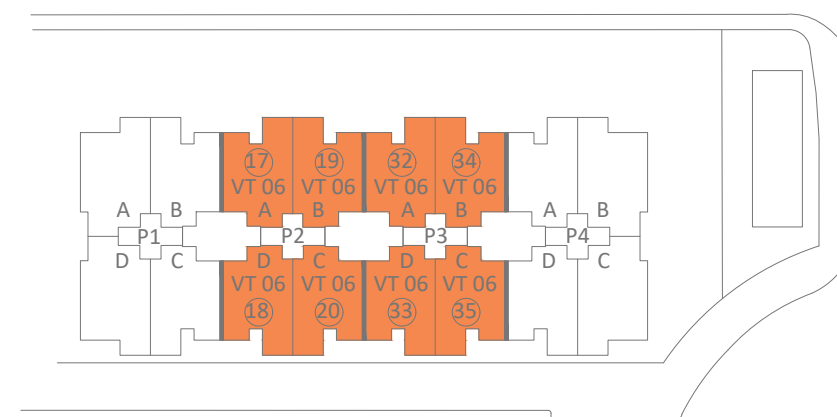 17 19 32 34
VT 06 VT 06 VT 06 VT 06
A B A B A B A B
P1 P2 P3 P4
D C D C D C D C
VT 06 VT 06 VT 06 VT 06
18 20 33 35